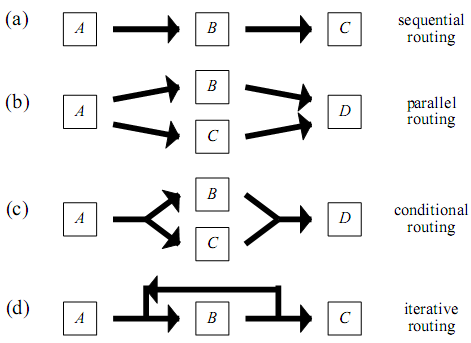 (a) A B C sequential
routing
B
(b) A D parallel
C routing
B
(c) A D conditional
C routing
(d) A B C iterative
routing